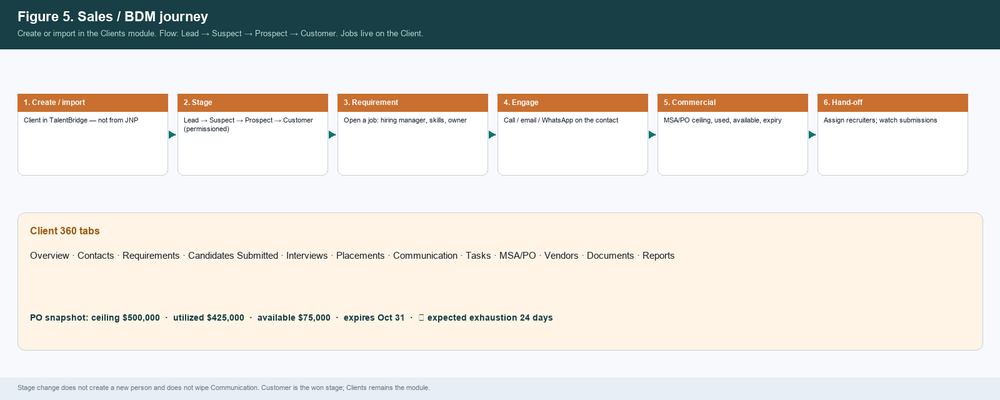 Figure 5. Sales / BDM journey
Create or import in the Clients module. Flow: Lead → Suspect → Prospect → Customer. Jobs live on the Client.
1. Create / import
Client in TalentBridge — not from JNP
2. Stage
Lead → Suspect → Prospect → Customer
(permissioned)
3. Requirement
Open a job: hiring manager, skills, owner
4. Engage
Call / email / WhatsApp on the contact
5. Commercial
MSA/PO ceiling, used, available, expiry
6. Hand-off
Assign recruiters; watch submissions
Client 360 tabs
Overview · Contacts · Requirements · Candidates Submitted · Interviews · Placements · Communication · Tasks · MSA/PO · Vendors · Documents · Reports
PO snapshot: ceiling $500,000 · utilized $425,000 · available $75,000 · expires Oct 31 · expected exhaustion 24 days
Stage change does not create a new person and does not wipe Communication. Customer is the won stage; Clients remains the module.